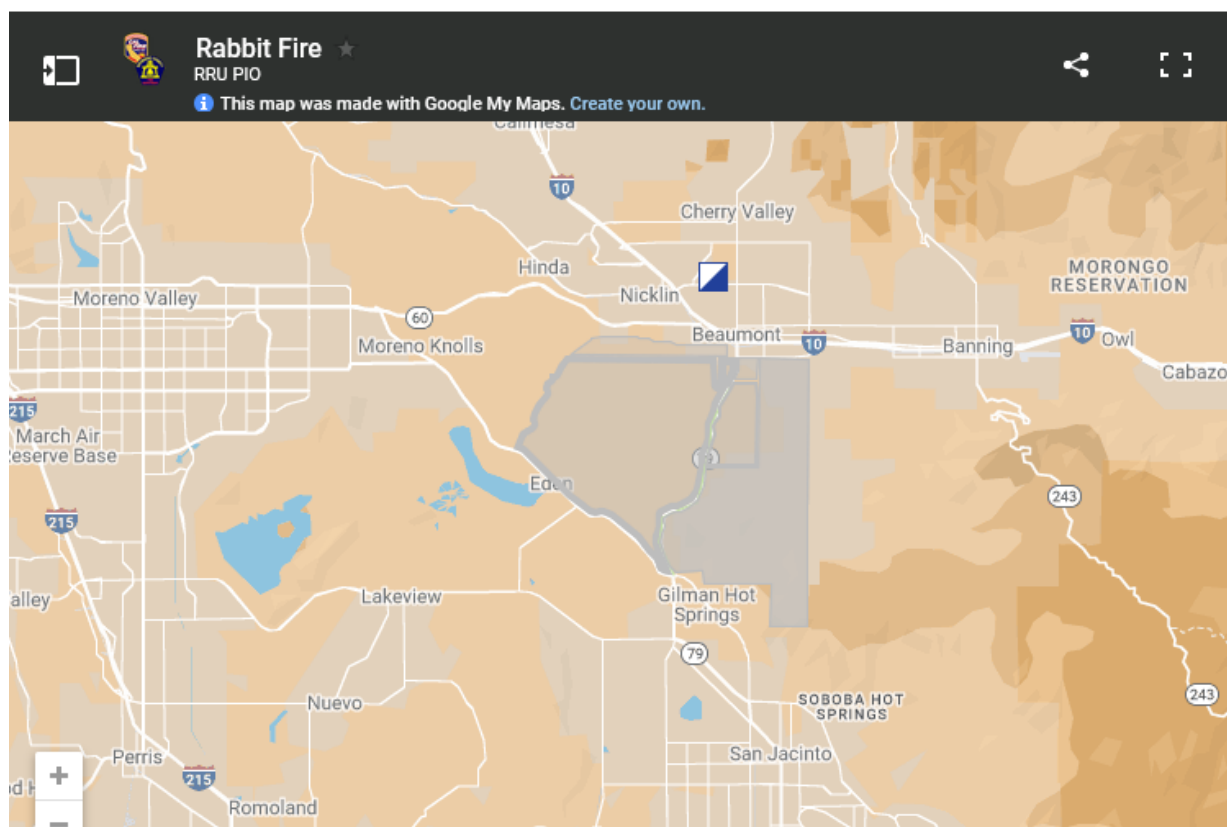 Rabbit Fire
RRU PIO
This map was made with Google My Maps. Create your own.
Calimesa
10
Cherry Valley
Hinda
MORONGO
RESERVATION
Nicklin
Moreno Valley
60
Beaumont
10
10
Owl
Moreno Knolls
Banning
Cabazo
215
March Air
Reserve Base
79
Eden
243
215
alley
Lakeview
Gilman Hot
Springs
79
243
SOBOBA HOT
SPRINGS
Nuevo
San Jacinto
Perris
215
od H
Romoland